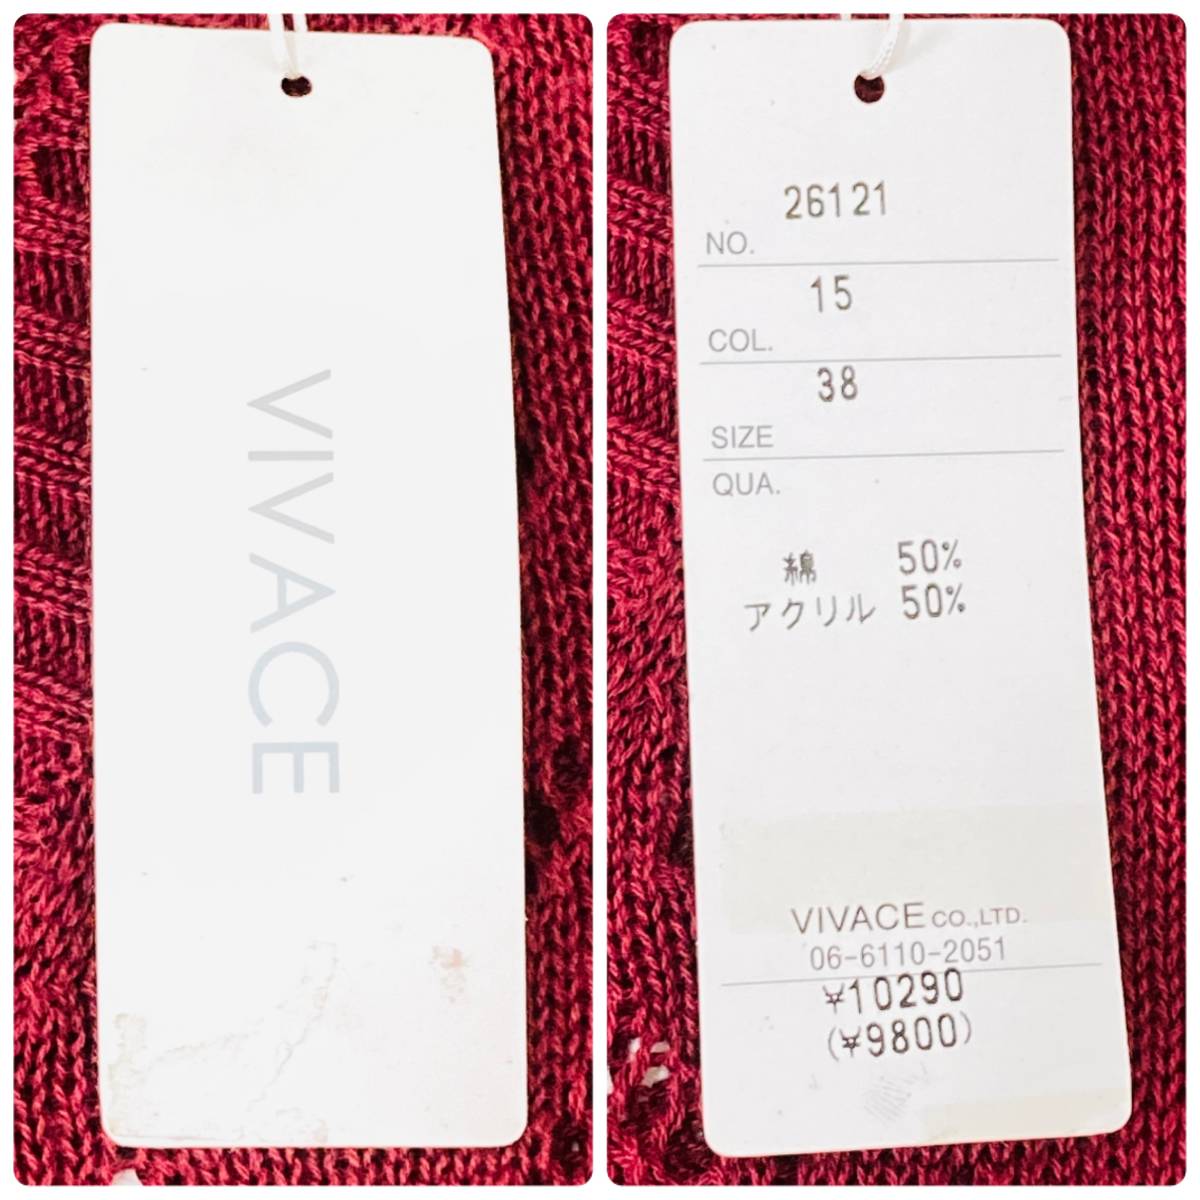 VIVACE
26121
NO.
15
COL.
38
SIZE
QUA.
綿 50%
アクリル 50%
VIVACE CO.,LTD.
06-6110-2051
¥10290
(¥9800)